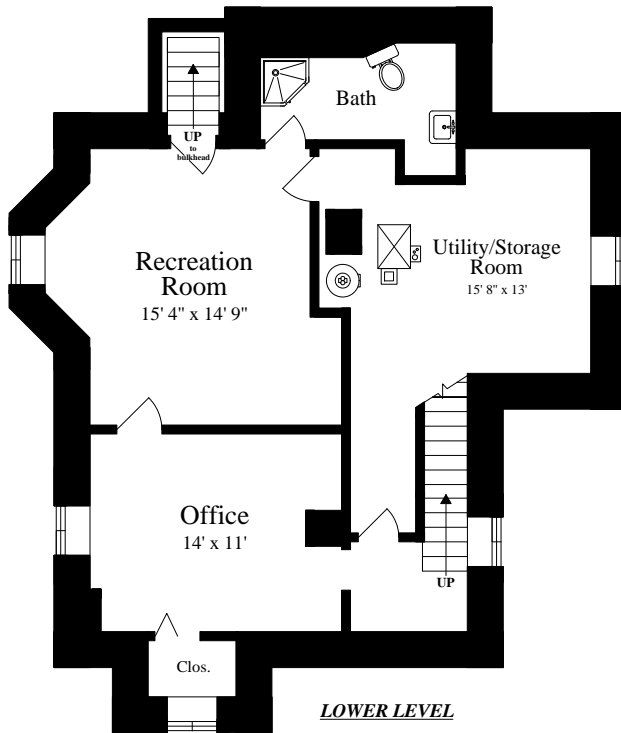 Bath
UP
to
bulkhead
Recreation
Room
15' 4" x 14' 9"
Utility/Storage
Room
15' 8" x 13'
Office
14' x 11'
UP
Clos.
LOWER LEVEL